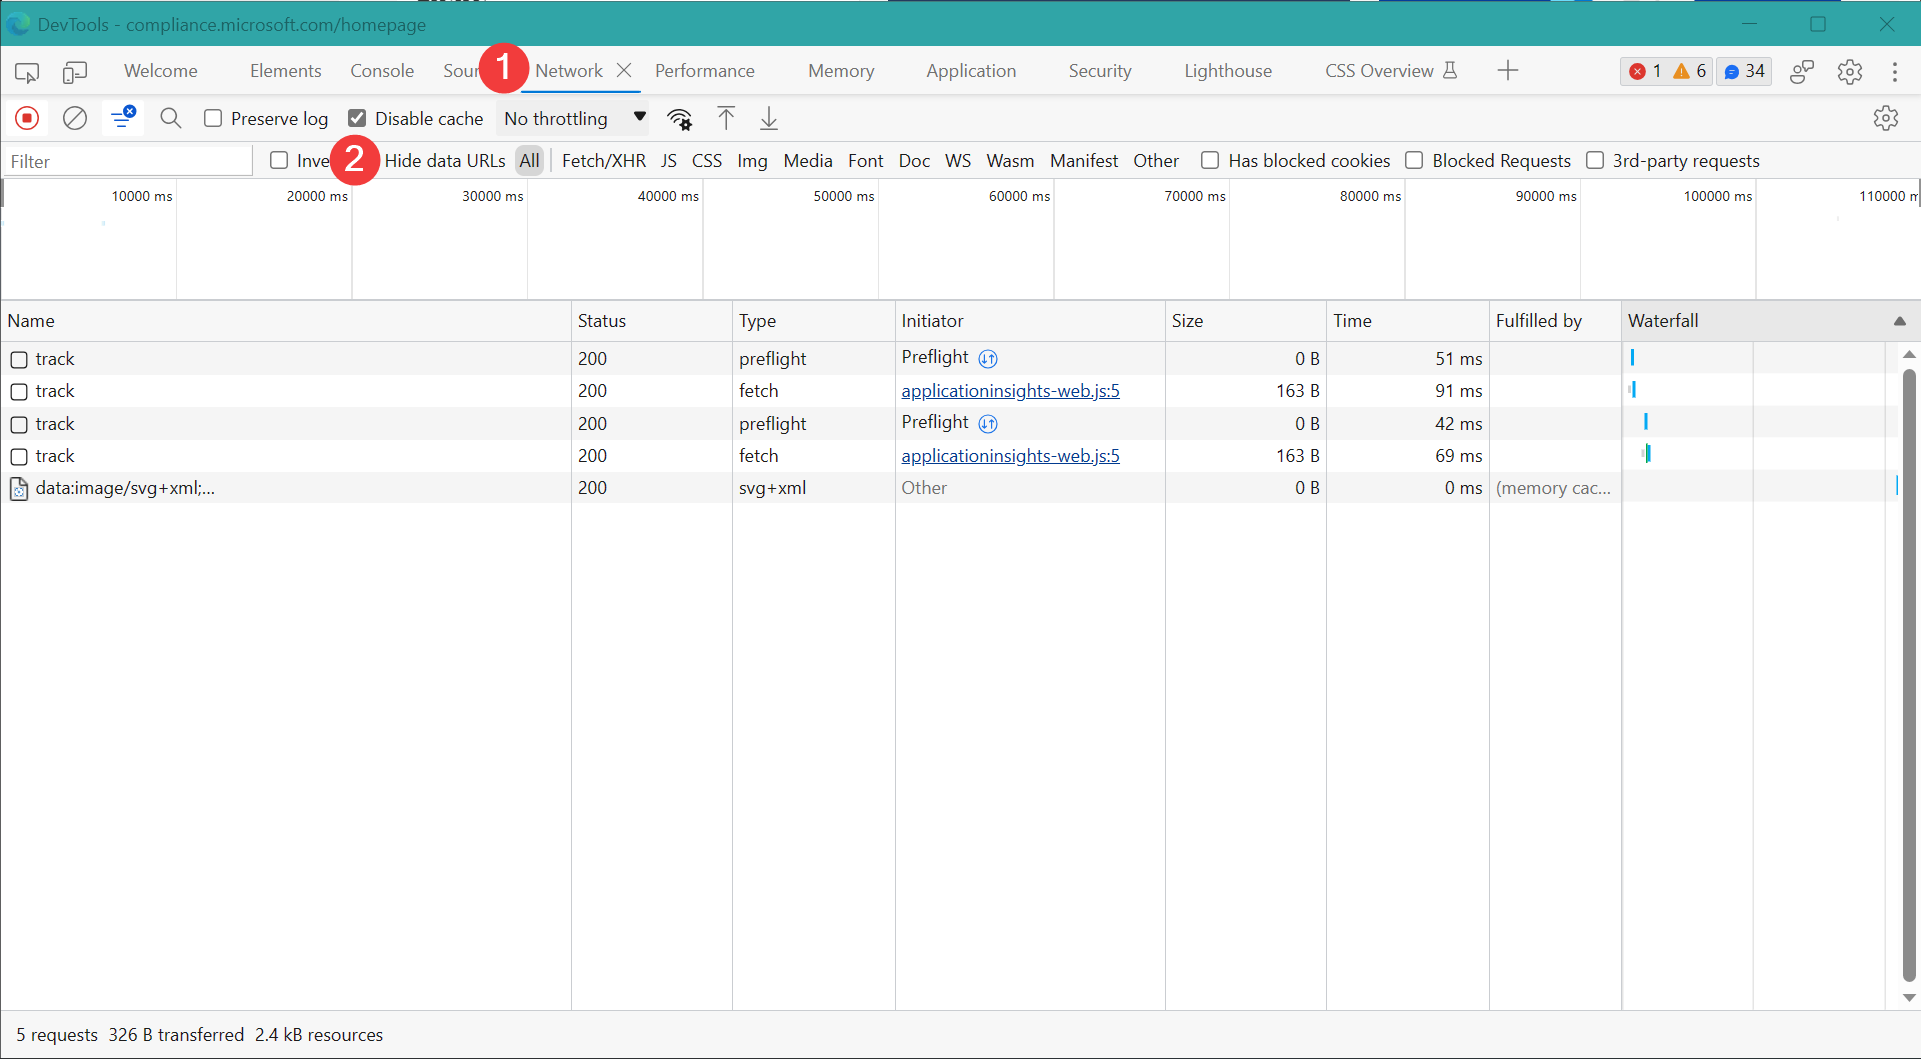 DevTools - compliance.microsoft.com/homepage
Welcome Elements Console Sour 1 Network Performance Memory Application Security Lighthouse CSS Overview 1 6 34
Preserve log Disable cache No throttling
Filter Inve 2 Hide data URLs All Fetch/XHR JS CSS Img Media Font Doc WS Wasm Manifest Other Has blocked cookies Blocked Requests 3rd-party requests
10000 ms 20000 ms 30000 ms 40000 ms 50000 ms 60000 ms 70000 ms 80000 ms 90000 ms 100000 ms 110000 m
Name Status Type Initiator Size Time Fulfilled by Waterfall
track 200 preflight Preflight 0 B 51 ms
track 200 fetch applicationinsights-web.js:5 163 B 91 ms
track 200 preflight Preflight 0 B 42 ms
track 200 fetch applicationinsights-web.js:5 163 B 69 ms
data:image/svg+xml;... 200 svg+xml Other 0 B 0 ms (memory cac...
5 requests 326 B transferred 2.4 kB resources